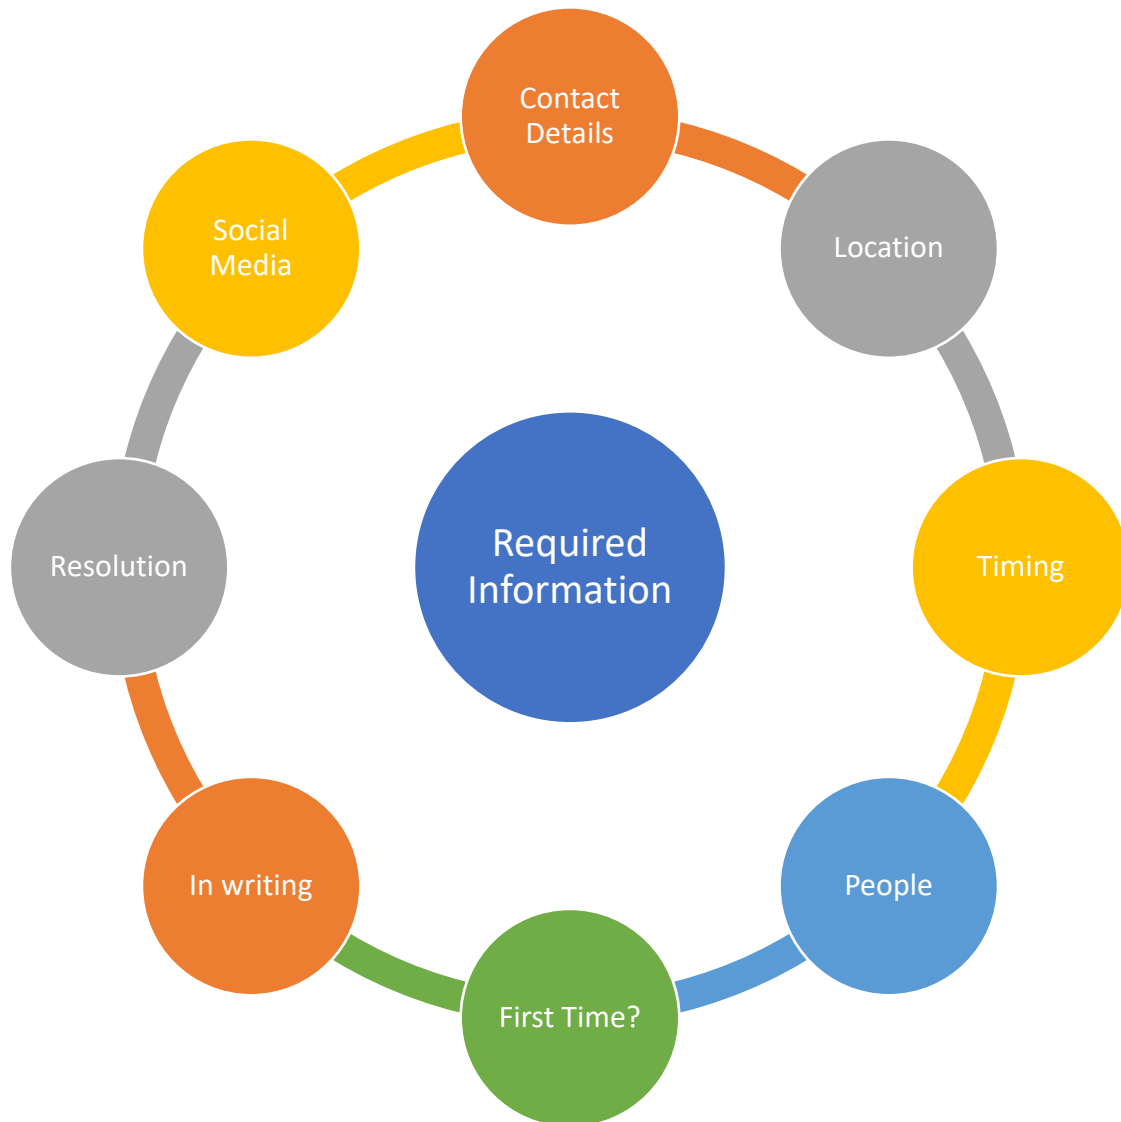 Contact
Details
Location
Timing
People
First Time?
In writing
Resolution
Social
Media
Required
Information